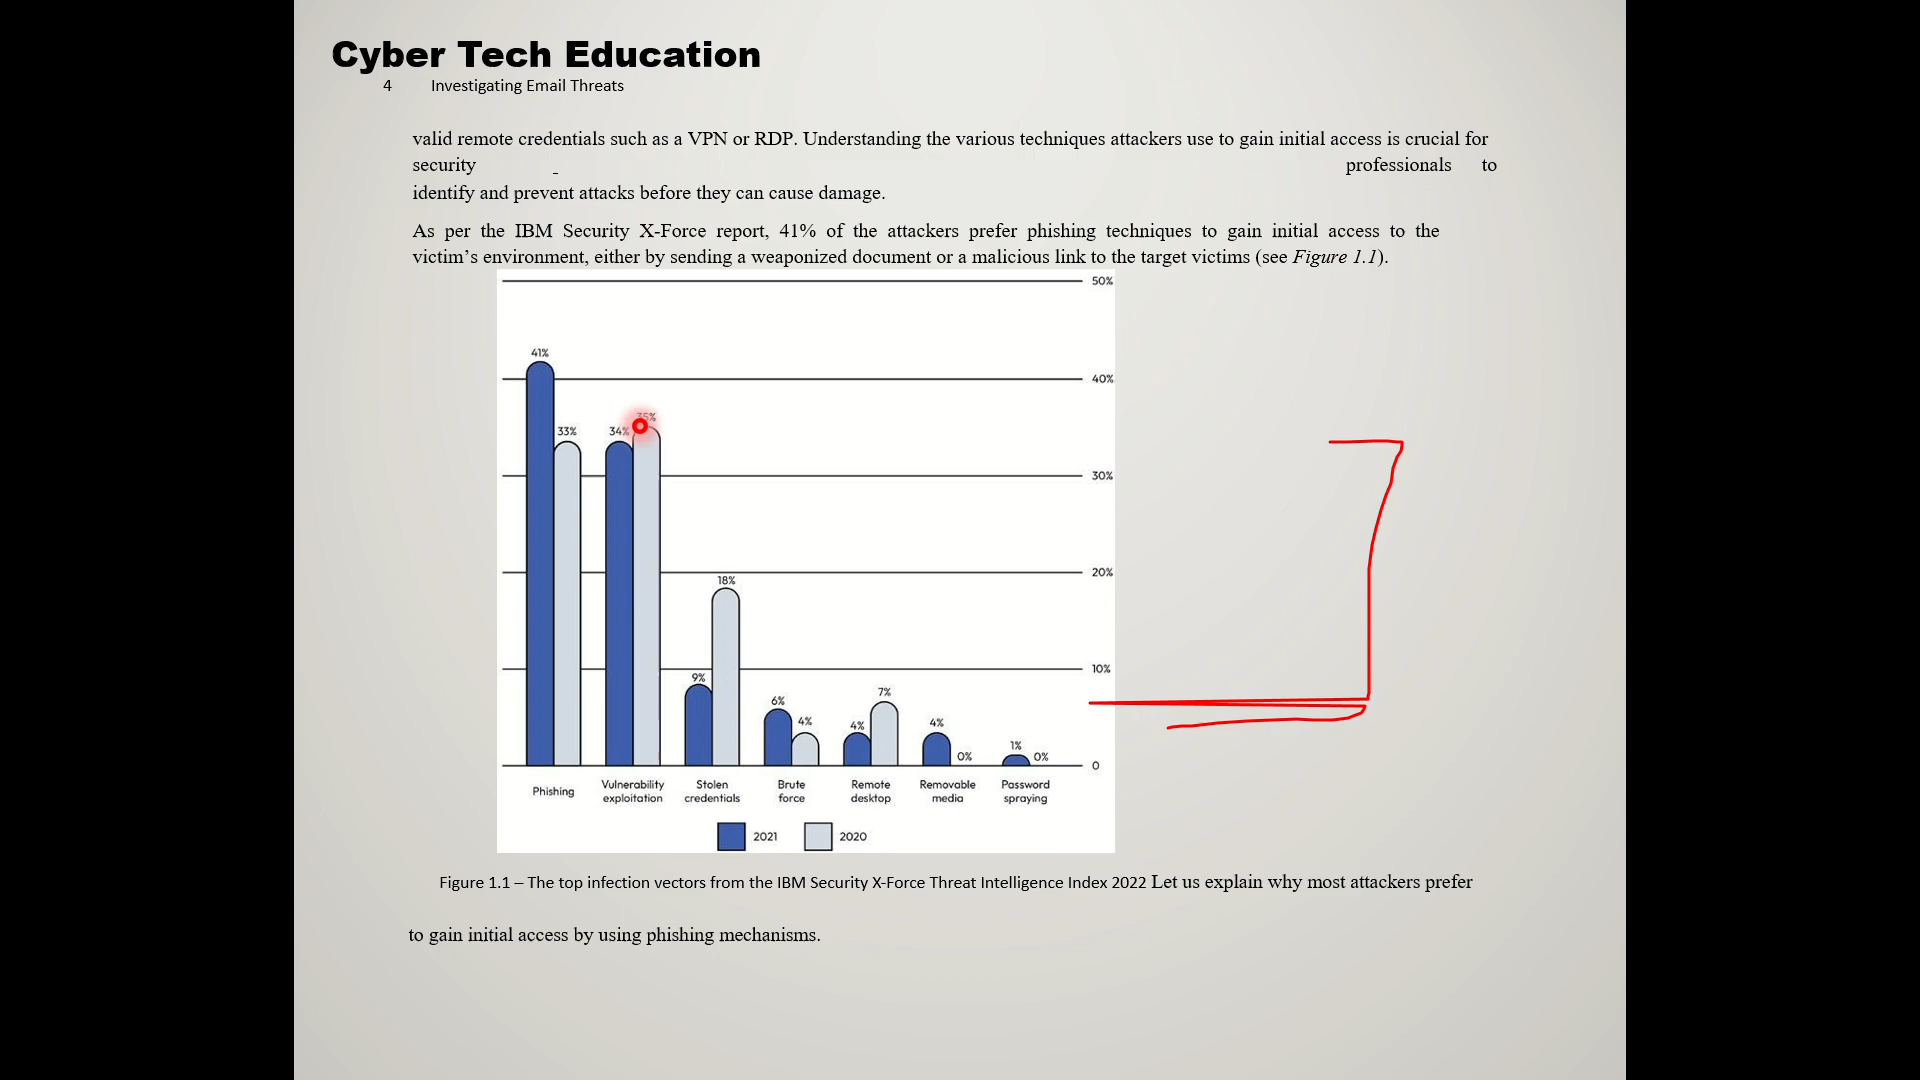 Cyber Tech Education
4 Investigating Email Threats
valid remote credentials such as a VPN or RDP. Understanding the various techniques attackers use to gain initial access is crucial for
security - professionals to
identify and prevent attacks before they can cause damage.
As per the IBM Security X-Force report, 41% of the attackers prefer phishing techniques to gain initial access to the
victim’s environment, either by sending a weaponized document or a malicious link to the target victims (see Figure 1.1).
50%
41%
40%
35%
33% 34%
30%
18%
20%
9%
10%
6% 4% 4% 7% 4% 0% 1% 0%
0
Phishing
Vulnerability
exploitation
Stolen
credentials
Brute
force
Remote
desktop
Removable
media
Password
spraying
2021 2020
Figure 1.1 – The top infection vectors from the IBM Security X-Force Threat Intelligence Index 2022 Let us explain why most attackers prefer
to gain initial access by using phishing mechanisms.